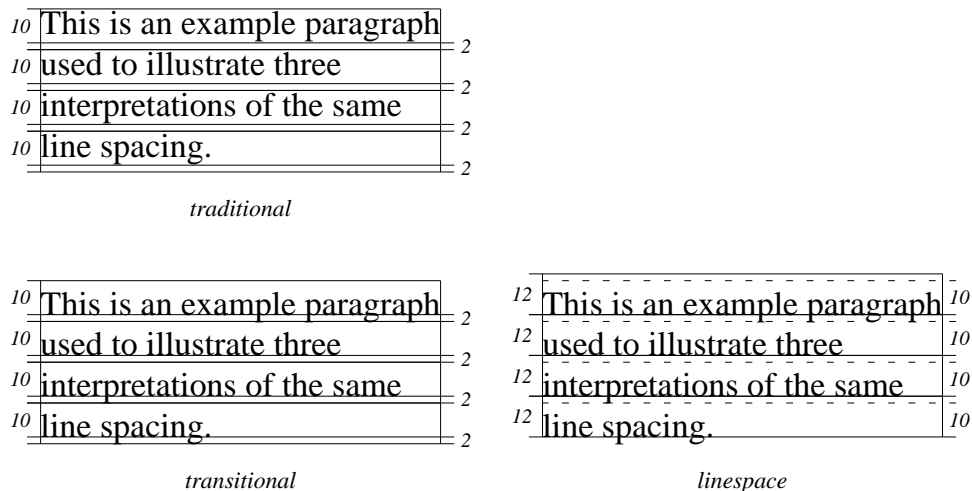 10 This is an example paragraph
2
10 used to illustrate three
2
10 interpretations of the same
2
10 line spacing.
2
traditional
10 This is an example paragraph
2
10 used to illustrate three
2
10 interpretations of the same
2
10 line spacing.
2
transitional
12 This is an example paragraph 10
12 used to illustrate three 10
12 interpretations of the same 10
12 line spacing. 10
linespace